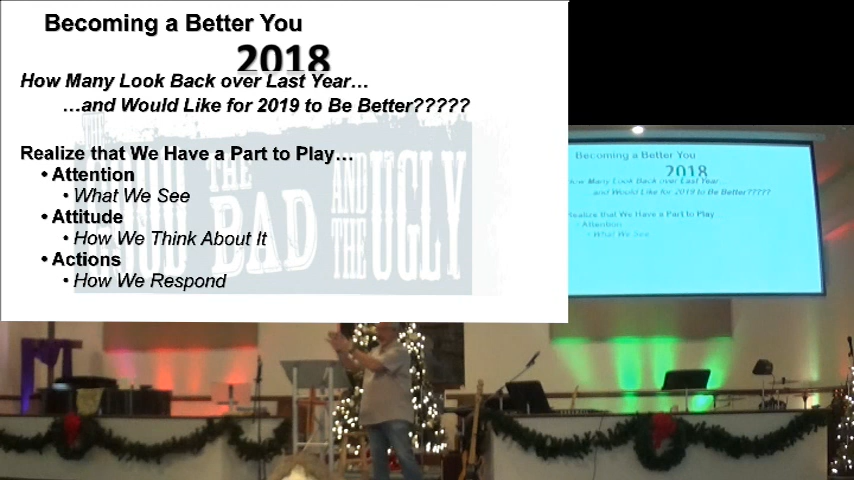 Becoming a Better You
2018
How Many Look Back over Last Year…
…and Would Like for 2019 to Be Better?????
THE
GOOD
THE
BAD
AND
THE
UGLY
Realize that We Have a Part to Play…
• Attention
• What We See
• Attitude
• How We Think About It
• Actions
• How We Respond
Becoming a Better You
2018
How Many Look Back over Last Year...
...and Would Like for 2019 to Be Better?????
Realize that We Have a Part to Play...
• Attention
• What We See